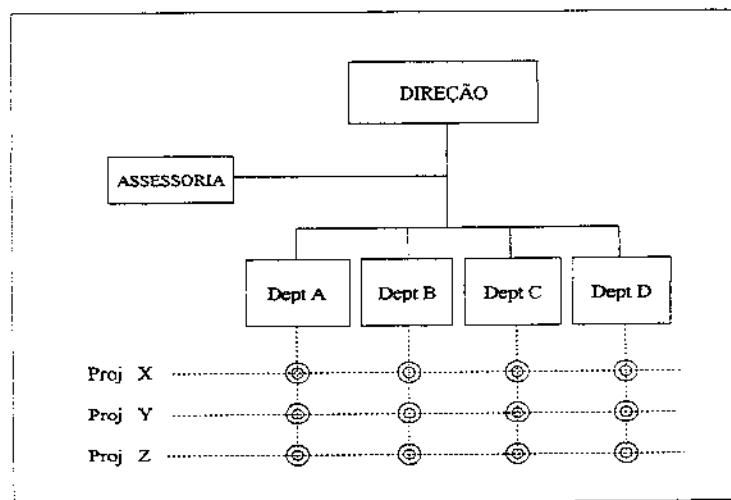 DIREÇÃO
ASSESSORIA
Dept A Dept B Dept C Dept D
Proj X
Proj Y
Proj Z